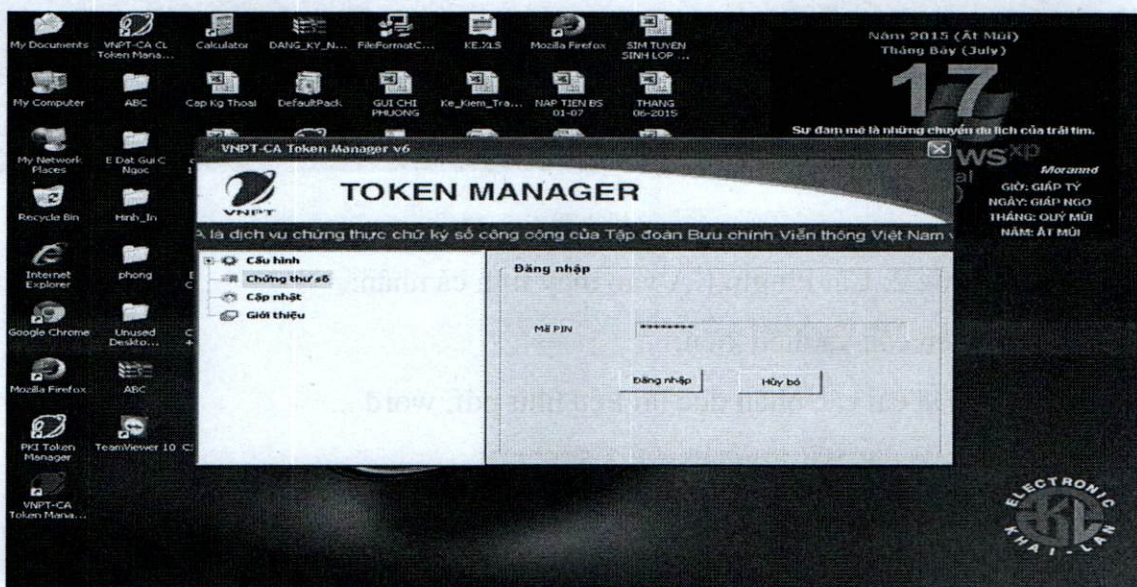 My Documents
VNPT-CA CL Token Mana...
Calculator
DANG_KY_N...
FileFormatC...
KE.XLS
Mozilla Firefox
SIM TUYEN SINH LOP ...
My Computer
ABC
Cap Kg Thoai
DefaultPack
GUI CHI PHUONG
Ke_Kiem_Tra...
NAP TIEN BS 01-07
THANG 06-2015
My Network Places
E Dat Gui C Ngoc
Recycle Bin
Minh_In
Internet Explorer
phong
Google Chrome
Unused Deskto...
Mozilla Firefox
ABC
PKI Token Manager
TeamViewer 10
VNPT-CA Token Mana...
Năm 2015 (Ất Mùi)
Tháng Bảy (July)
17
Sự đam mê là những chuyến du lịch của trái tim.
Morannd
GIỜ: GIÁP TÝ
NGÀY: GIÁP NGỌ
THÁNG: QUÝ MÙI
NĂM: ẤT MÙI
VNPT-CA Token Manager v6
VNPT
TOKEN MANAGER
A là dịch vụ chứng thực chữ ký số công cộng của Tập đoàn Bưu chính Viễn thông Việt Nam
Cấu hình
Chứng thư số
Cập nhật
Giới thiệu
Đăng nhập
Mã PIN
********
Đăng nhập
Hủy bỏ
ELECTRONIC
KL
KHAI - LAN